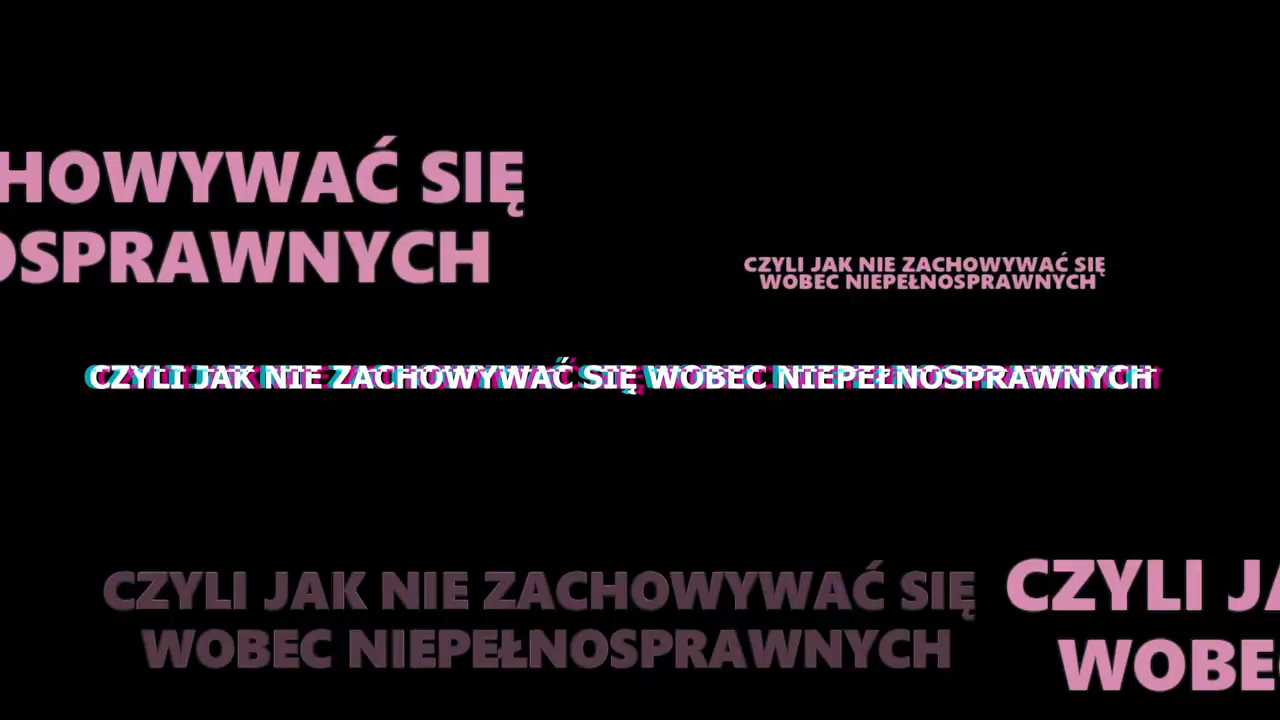 HOWYWAĆ SIĘ
OSPRAWNYCH
CZYLI JAK NIE ZACHOWYWAĆ SIĘ
WOBEC NIEPEŁNOSPRAWNYCH
CZYLI JAK NIE ZACHOWYWAĆ SIĘ WOBEC NIEPEŁNOSPRAWNYCH
CZYLI JAK NIE ZACHOWYWAĆ SIĘ
WOBEC NIEPEŁNOSPRAWNYCH
CZYLI JA
WOBEC